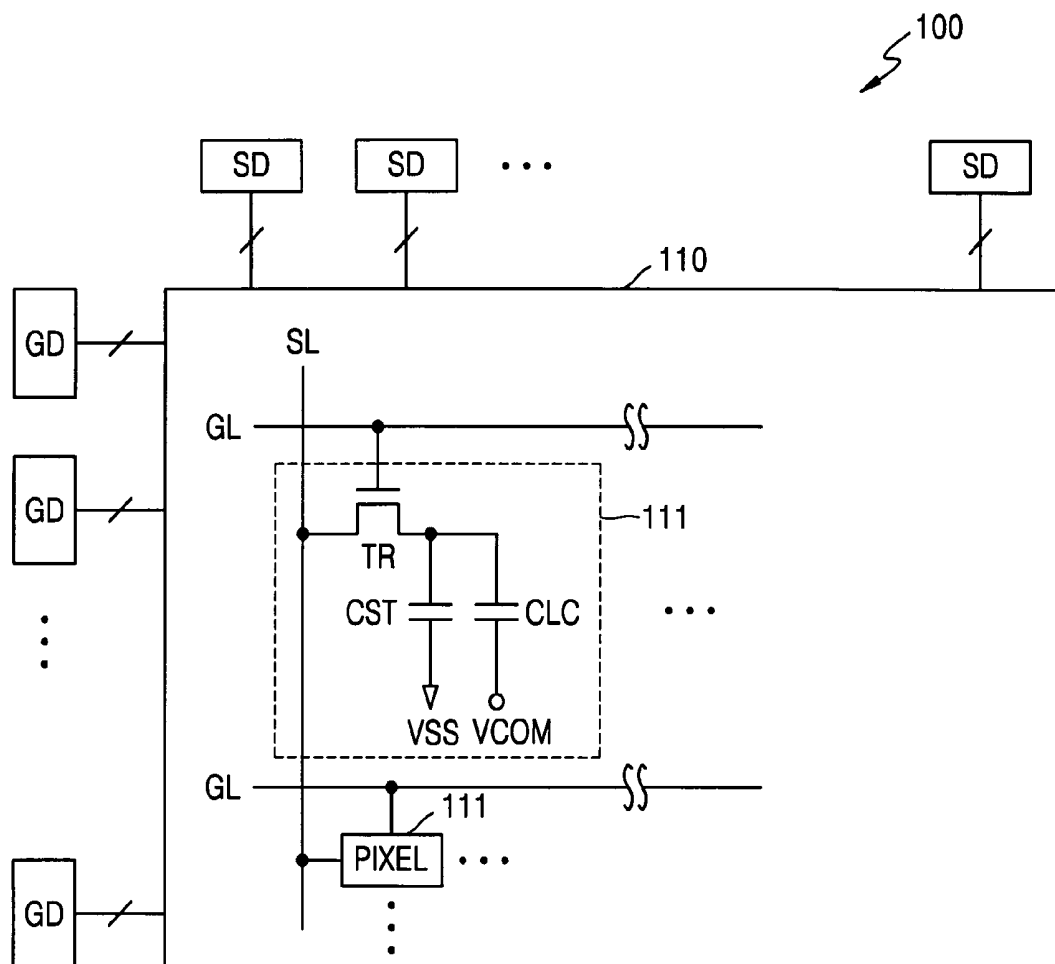 100
SD SD ... SD
110
GD
SL
GL
GD
111
TR
CST CLC
...
VSS VCOM
GL
111
PIXEL ...
GD